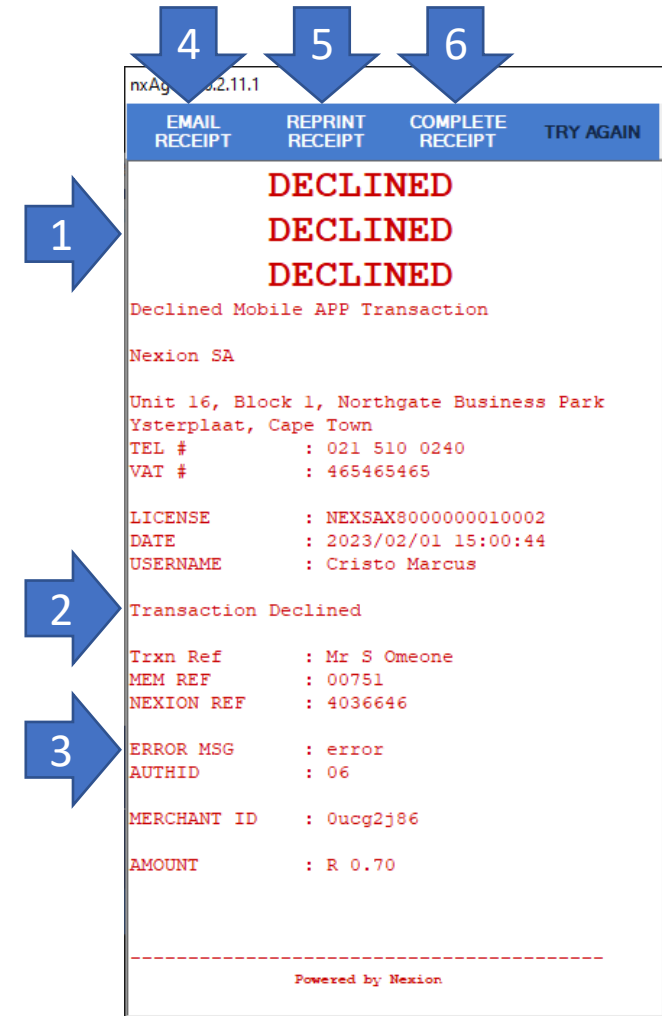 4 5 6
nxAg .2.11.1
EMAIL RECEIPT REPRINT RECEIPT COMPLETE RECEIPT TRY AGAIN
1
DECLINED
DECLINED
DECLINED
Declined Mobile APP Transaction
Nexion SA
Unit 16, Block 1, Northgate Business Park
Ysterplaat, Cape Town
TEL # : 021 510 0240
VAT # : 465465465
LICENSE : NEXSAX8000000010002
DATE : 2023/02/01 15:00:44
USERNAME : Cristo Marcus
2
Transaction Declined
Trxn Ref : Mr S Omeone
MEM REF : 00751
NEXION REF : 4036646
3
ERROR MSG : error
AUTHID : 06
MERCHANT ID : 0ucg2j86
AMOUNT : R 0.70
------------------------------------------
Powered by Nexion